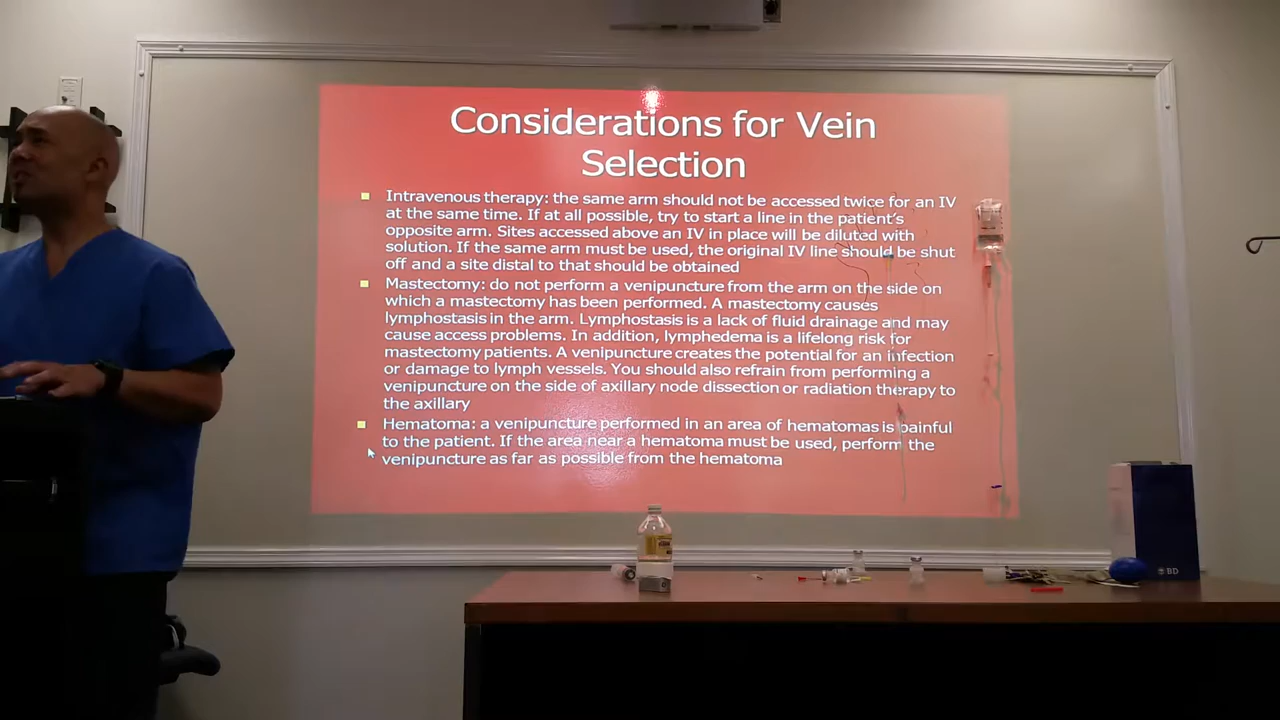 Considerations for Vein
Selection
Intravenous therapy: the same arm should not be accessed twice for an IV
at the same time. If at all possible, try to start a line in the patient's
opposite arm. Sites accessed above an IV in place will be diluted with
solution. If the same arm must be used, the original IV line should be shut
off and a site distal to that should be obtained
Mastectomy: do not perform a venipuncture from the arm on the side on
which a mastectomy has been performed. A mastectomy causes
lymphostasis in the arm. Lymphostasis is a lack of fluid drainage and may
cause access problems. In addition, lymphedema is a lifelong risk for
mastectomy patients. A venipuncture creates the potential for an infection
or damage to lymph vessels. You should also refrain from performing a
venipuncture on the side of axillary node dissection or radiation therapy to
the axillary
Hematoma: a venipuncture performed in an area of hematomas is painful
to the patient. If the area near a hematoma must be used, perform the
venipuncture as far as possible from the hematoma
BD